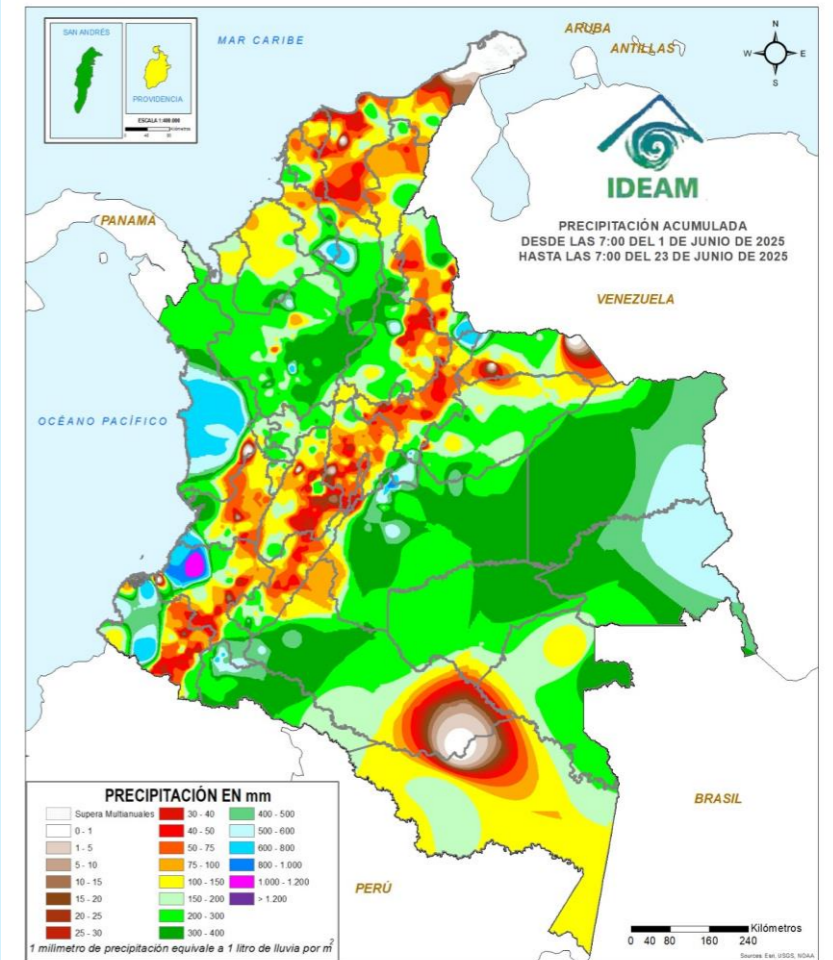 SAN ANDRÉS
PROVIDENCIA
ESCALA 1:400.000
Kilómetros
MAR CARIBE
ARUBA
ANTILLAS
N
W
E
S
IDEAM
PRECIPITACIÓN ACUMULADA
DESDE LAS 7:00 DEL 1 DE JUNIO DE 2025
HASTA LAS 7:00 DEL 23 DE JUNIO DE 2025
PANAMÁ
VENEZUELA
OCÉANO PACÍFICO
BRASIL
PERÚ
PRECIPITACIÓN EN mm
Supera Multianuales
0 - 1
1 - 5
5 - 10
10 - 15
15 - 20
20 - 25
25 - 30
30 - 40
40 - 50
50 - 75
75 - 100
100 - 150
150 - 200
200 - 300
300 - 400
400 - 500
500 - 600
600 - 800
800 - 1.000
1.000 - 1.200
> 1.200
1 milimetro de precipitación equivale a 1 litro de lluvia por m²
Kilómetros
0 40 80 160 240
Sources: Esri, USGS, NOAA